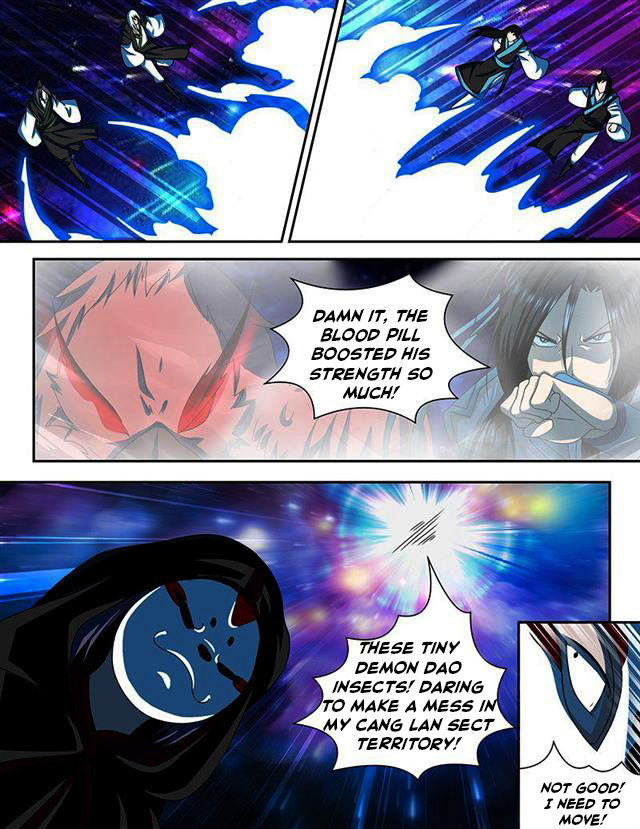 DAMN IT, THE
BLOOD PILL
BOOSTED HIS
STRENGTH SO
MUCH!
THESE TINY
DEMON DAO
INSECTS! DARING
TO MAKE A MESS IN
MY CANG LAN SECT
TERRITORY!
NOT GOOD!
I NEED TO
MOVE!